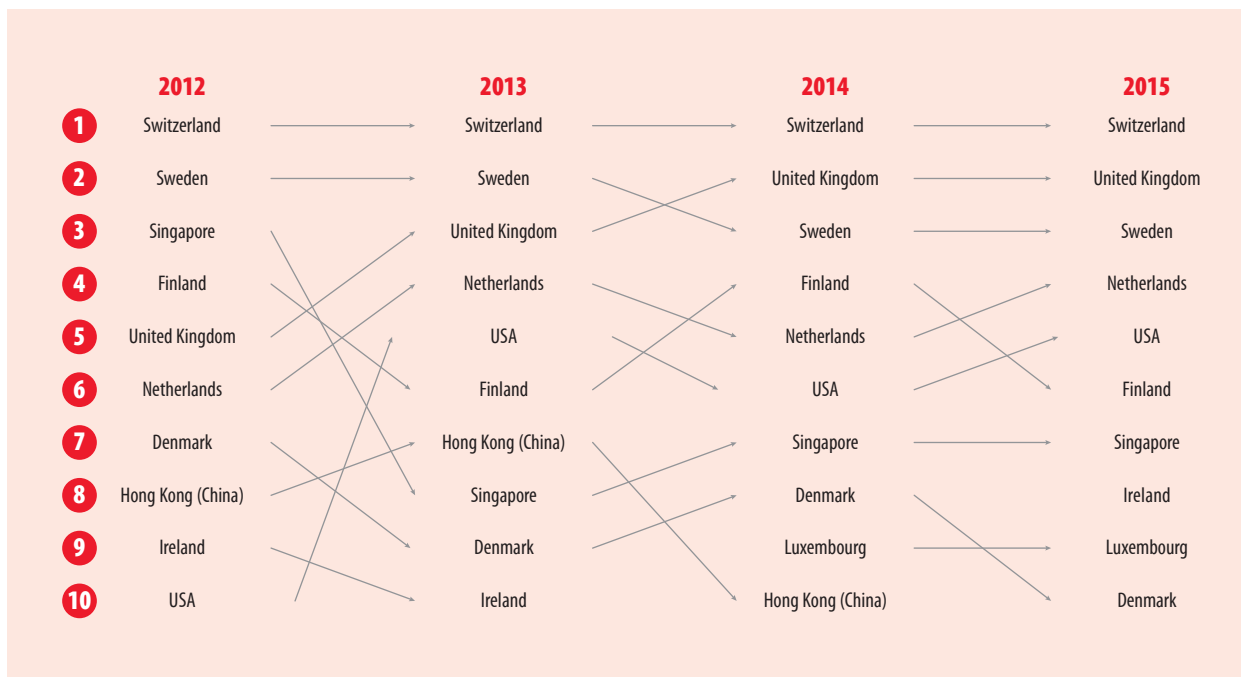 2012 2013 2014 2015
1 Switzerland Switzerland Switzerland Switzerland
2 Sweden Sweden United Kingdom United Kingdom
3 Singapore United Kingdom Sweden Sweden
4 Finland Netherlands Finland Netherlands
5 United Kingdom USA Netherlands USA
6 Netherlands Finland USA Finland
7 Denmark Hong Kong (China) Singapore Singapore
8 Hong Kong (China) Singapore Denmark Ireland
9 Ireland Denmark Luxembourg Luxembourg
10 USA Ireland Hong Kong (China) Denmark